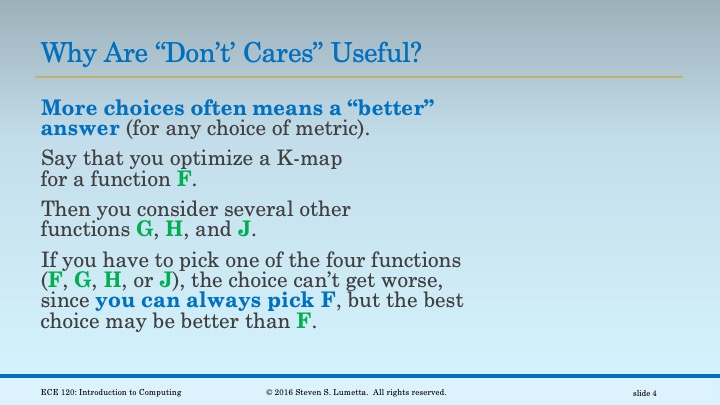 Why Are “Don’t’ Cares” Useful?
More choices often means a “better”
answer (for any choice of metric).
Say that you optimize a K-map
for a function F.
Then you consider several other
functions G, H, and J.
If you have to pick one of the four functions
(F, G, H, or J), the choice can’t get worse,
since you can always pick F, but the best
choice may be better than F.
ECE 120: Introduction to Computing
© 2016 Steven S. Lumetta. All rights reserved.
slide 4